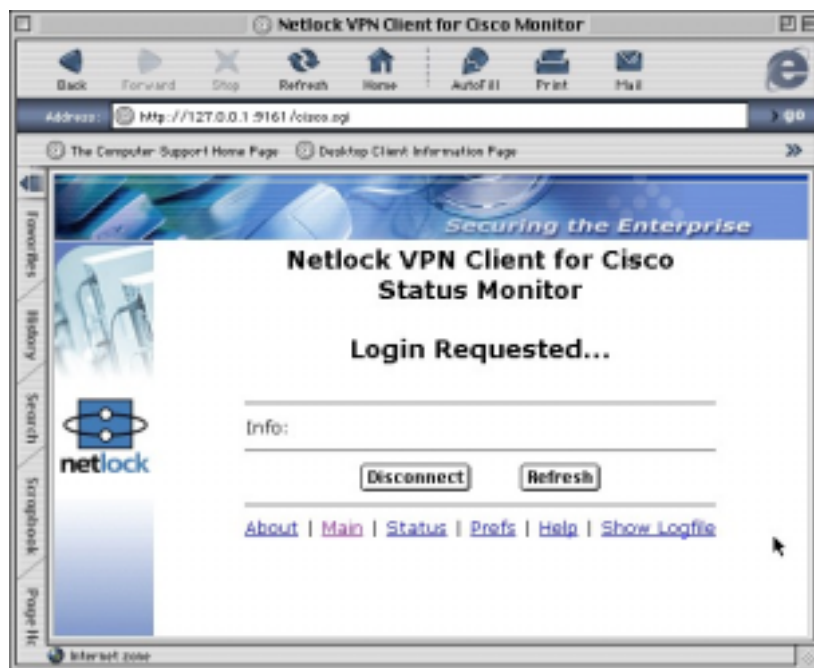 Netlock VPN Client for Cisco Monitor
Back Forward Stop Refresh Home AutoFill Print Mail
Address: http://127.0.0.1:9161/cisco.cgi go
The Computer Support Home Page Desktop Client Information Page
Favorites
History
Search
Scrapbook
Page Ho
Securing the Enterprise
Netlock VPN Client for Cisco
Status Monitor
Login Requested...
netlock
Info:
Disconnect Refresh
About | Main | Status | Prefs | Help | Show Logfile
Internet zone